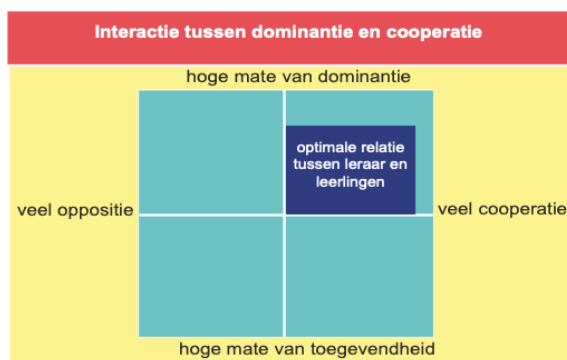 Interactie tussen dominantie en cooperatie
hoge mate van dominantie
optimale relatie
tussen leraar en
leerlingen
veel oppositie
veel cooperatie
hoge mate van toegevendheid